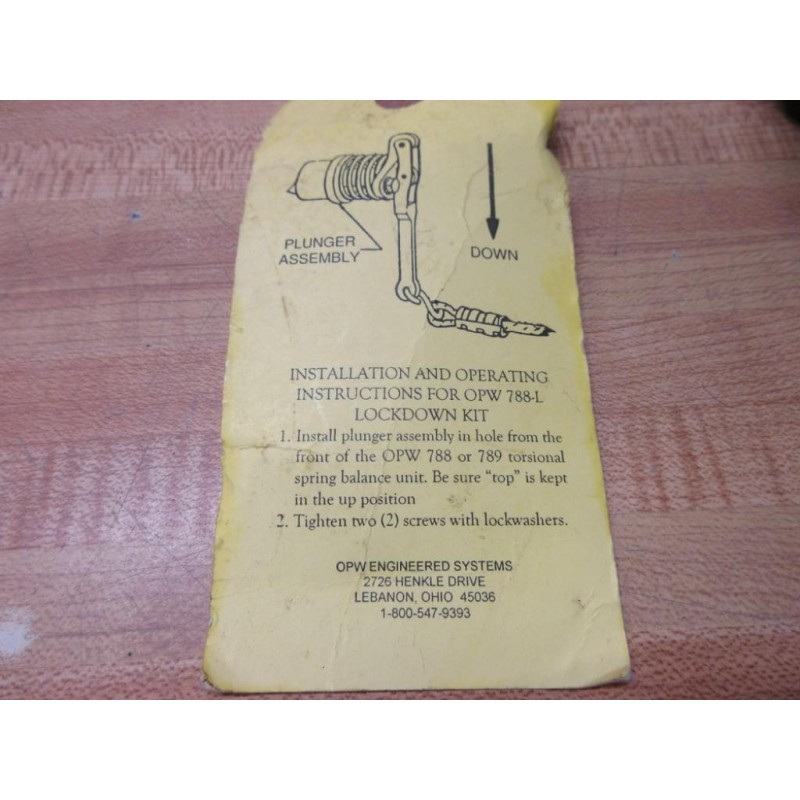 PLUNGER
ASSEMBLY
DOWN
INSTALLATION AND OPERATING
INSTRUCTIONS FOR OPW 788-L
LOCKDOWN KIT
1. Install plunger assembly in hole from the
front of the OPW 788 or 789 torsional
spring balance unit. Be sure "top" is kept
in the up position
2. Tighten two (2) screws with lockwashers.
OPW ENGINEERED SYSTEMS
2726 HENKLE DRIVE
LEBANON, OHIO 45036
1-800-547-9393